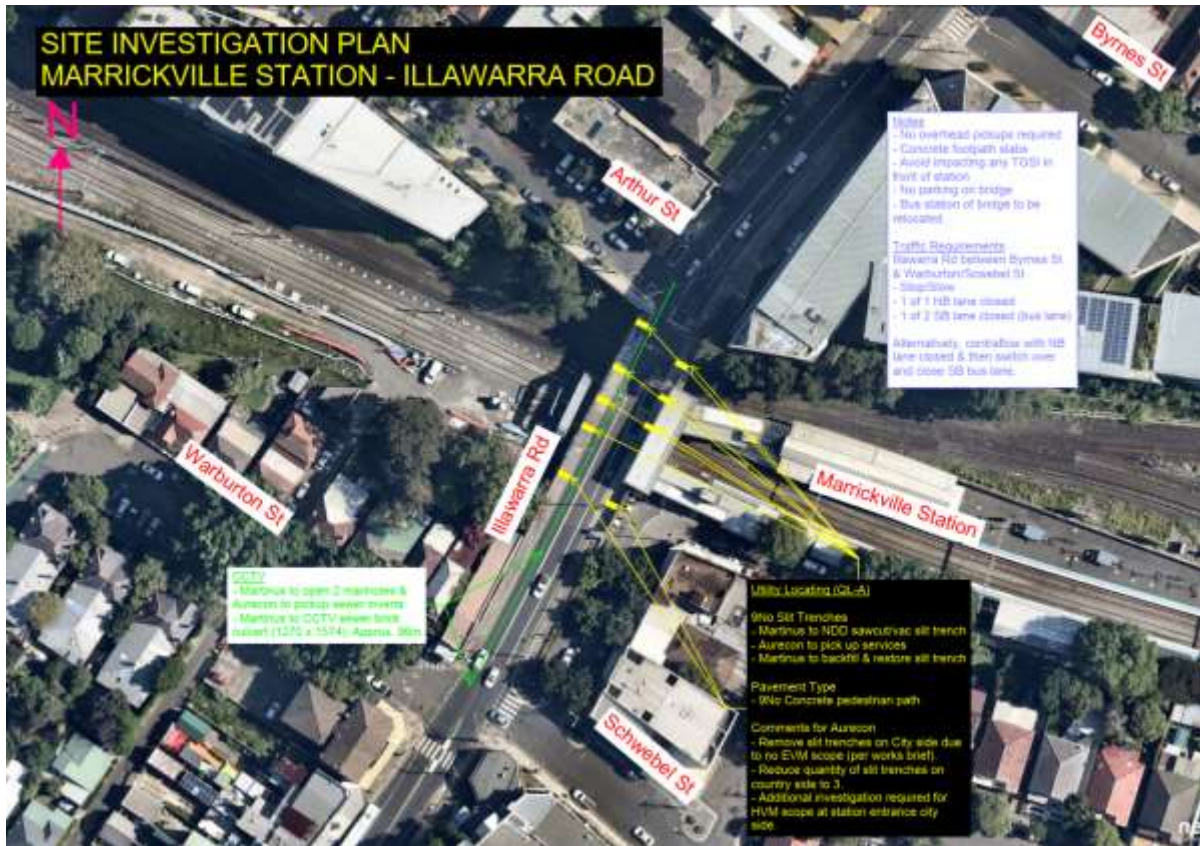 SITE INVESTIGATION PLAN
MARRICKVILLE STATION - ILLAWARRA ROAD
N
Byrnes St
Arthur St
Notes
- No overhead pickups required
- Concrete footpath slabs
- Avoid impacting any TGSI in
front of station
- No parking on bridge
- Bus station of bridge to be
relocated
Traffic Requirements
Illawarra Rd between Byrnes St
& Warburton/Scwebel St
- Stop/Slow
- 1 of 1 NB lane closed
- 1 of 2 SB lane closed (bus lane)
Alternatively, contraflow with NB
lane closed & then switch over
and close SB bus lane.
Warburton St
Illawarra Rd
Marrickville Station
CCTV
- Martinus to open 2 manholes &
Aurecon to pickup sewer inverts
- Martinus to CCTV sewer brick
culvert (1270 x 1574). Approx. 96m
Schwebel St
Utility Locating (QL-A)
9No Slit Trenches
- Martinus to NDD sawcut/vac slit trench
- Aurecon to pick up services
- Martinus to backfill & restore slit trench
Pavement Type
- 9No Concrete pedestrian path
Comments for Aurecon
- Remove slit trenches on City side due
to no EVM scope (per works brief).
- Reduce quantity of slit trenches on
country side to 3.
- Additional investigation required for
HVM scope at station entrance city
side.